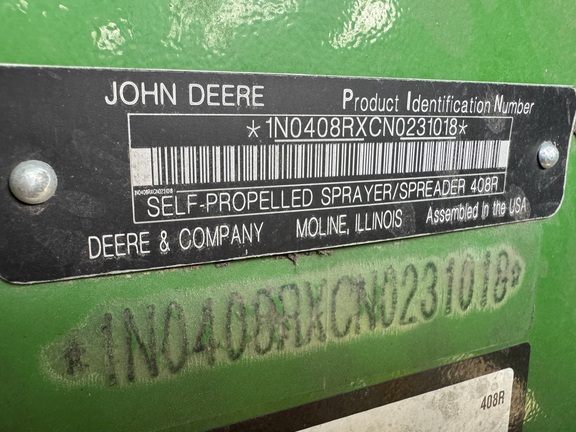 JOHN DEERE Product Identification Number
*1N0408RXCN0231018*
1N0408RXCN0231018
SELF-PROPELLED SPRAYER/SPREADER 408R
DEERE & COMPANY MOLINE, ILLINOIS Assembled in the USA
*1N0408RXCN0231018*
408R